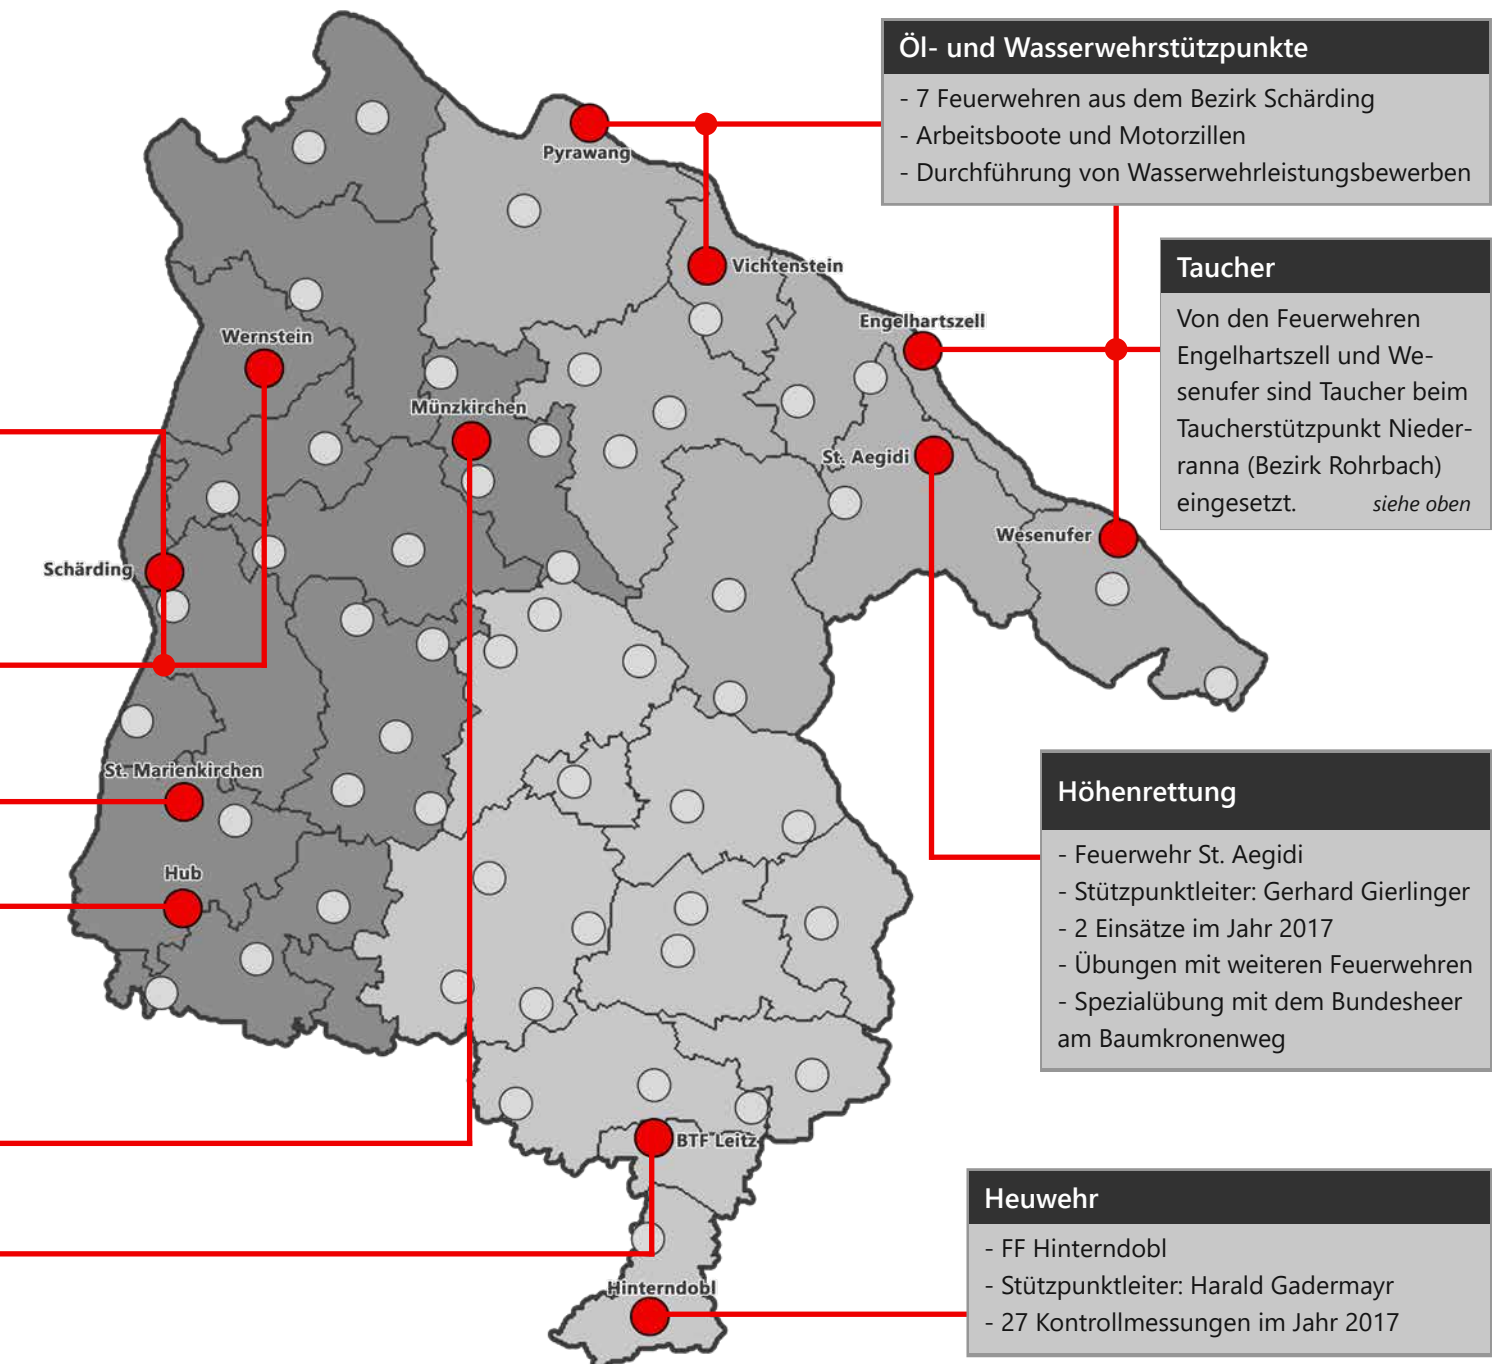 Öl- und Wasserwehrstützpunkte
- 7 Feuerwehren aus dem Bezirk Schärding
- Arbeitsboote und Motorzillen
- Durchführung von Wasserwehrleistungsbewerben
Taucher
Von den Feuerwehren
Engelhartszell und We-
senufer sind Taucher beim
Taucherstützpunkt Nieder-
ranna (Bezirk Rohrbach)
eingesetzt. siehe oben
Höhenrettung
- Feuerwehr St. Aegidi
- Stützpunktleiter: Gerhard Gierlinger
- 2 Einsätze im Jahr 2017
- Übungen mit weiteren Feuerwehren
- Spezialübung mit dem Bundesheer
am Baumkronenweg
Heuwehr
- FF Hinterndobl
- Stützpunktleiter: Harald Gadermayr
- 27 Kontrollmessungen im Jahr 2017
Pyrawang
Vichtenstein
Engelhartszell
Wernstein
Münzkirchen
St. Aegidi
Wesenufer
Schärding
St. Marienkirchen
Hub
BTF Leitz
Hinterndobl